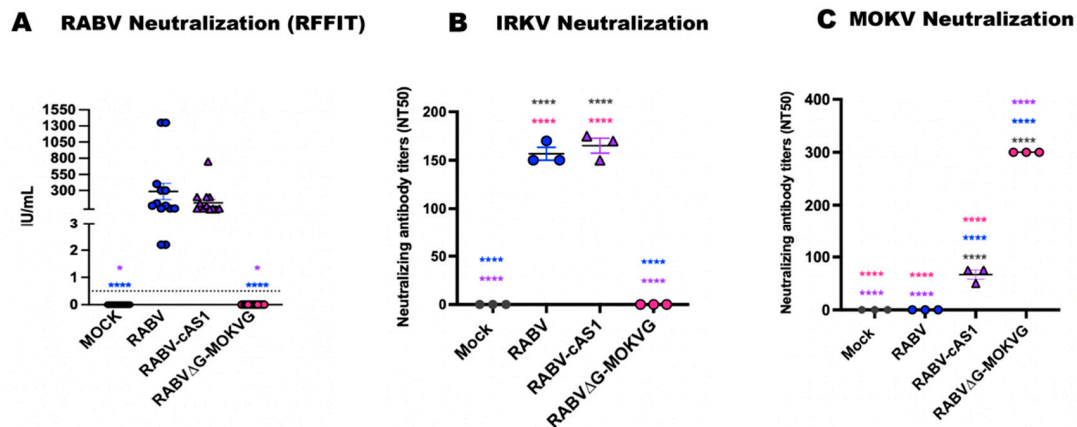 A RABV Neutralization (RFFIT)
IU/mL
1550
1300
1050
800
550
300
3
2
1
0
*
****
*
****
MOCK
RABV
RABV-cAS1
RABVΔG-MOKVG
B IRKV Neutralization
Neutralizing antibody titers (NT50)
200
150
100
50
0
****
****
****
****
****
****
****
****
Mock
RABV
RABV-cAS1
RABVΔG-MOKVG
C MOKV Neutralization
Neutralizing antibody titers (NT50)
400
300
200
100
0
****
****
****
****
****
****
****
****
****
****
Mock
RABV
RABV-cAS1
RABVΔG-MOKVG